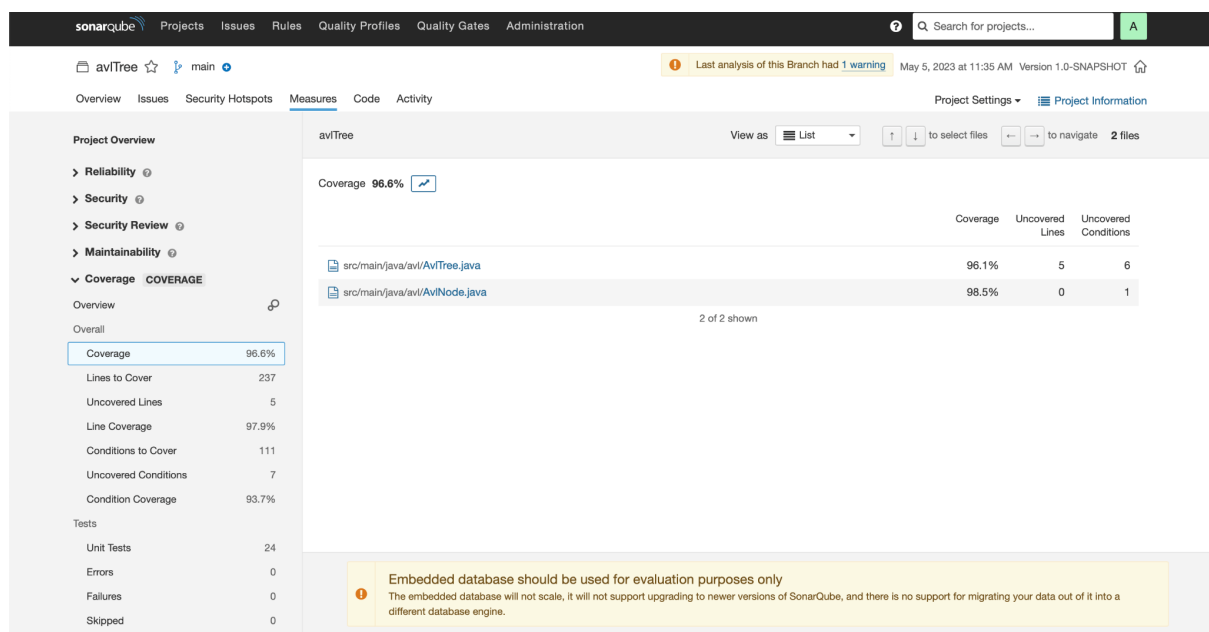 sonarqube Projects Issues Rules Quality Profiles Quality Gates Administration ? Search for projects... A
avlTree main Last analysis of this Branch had 1 warning May 5, 2023 at 11:35 AM Version 1.0-SNAPSHOT
Overview Issues Security Hotspots Measures Code Activity Project Settings Project Information
Project Overview
Reliability ?
Security ?
Security Review ?
Maintainability ?
Coverage COVERAGE
Overview
Overall
Coverage 96.6%
Lines to Cover 237
Uncovered Lines 5
Line Coverage 97.9%
Conditions to Cover 111
Uncovered Conditions 7
Condition Coverage 93.7%
Tests
Unit Tests 24
Errors 0
Failures 0
Skipped 0
avlTree View as List ↑ ↓ to select files ← → to navigate 2 files
Coverage 96.6%
Coverage Uncovered Uncovered
Lines Conditions
src/main/java/avl/AvlTree.java 96.1% 5 6
src/main/java/avl/AvlNode.java 98.5% 0 1
2 of 2 shown
Embedded database should be used for evaluation purposes only
The embedded database will not scale, it will not support upgrading to newer versions of SonarQube, and there is no support for migrating your data out of it into a
different database engine.